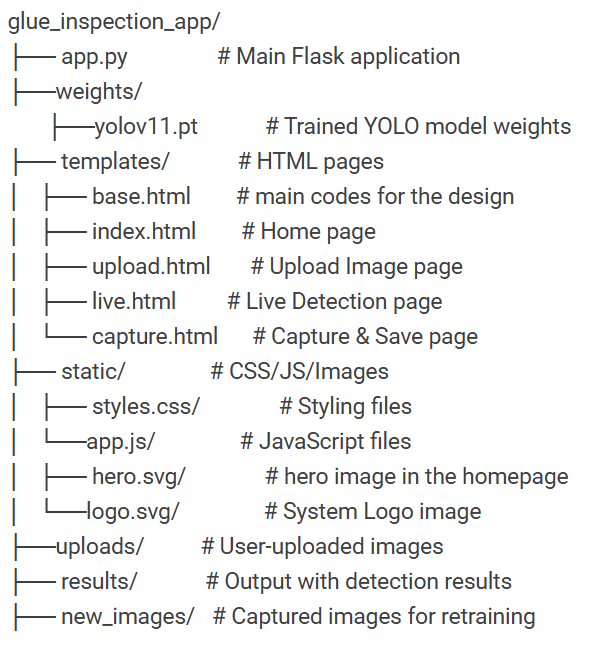 glue_inspection_app/
├── app.py # Main Flask application
├──weights/
├──yolov11.pt # Trained YOLO model weights
├── templates/ # HTML pages
│ ├── base.html # main codes for the design
│ ├── index.html # Home page
│ ├── upload.html # Upload Image page
│ ├── live.html # Live Detection page
│ └── capture.html # Capture & Save page
├── static/ # CSS/JS/Images
│ ├── styles.css/ # Styling files
│ └──app.js/ # JavaScript files
│ ├── hero.svg/ # hero image in the homepage
│ └──logo.svg/ # System Logo image
├──uploads/ # User-uploaded images
├── results/ # Output with detection results
├── new_images/ # Captured images for retraining